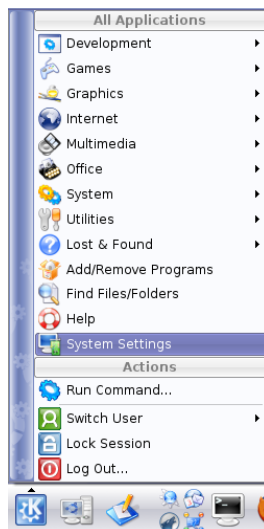 All Applications
Development
Games
Graphics
Internet
Multimedia
Office
System
Utilities
Lost & Found
Add/Remove Programs
Find Files/Folders
Help
System Settings
Actions
Run Command...
Switch User
Lock Session
Log Out...